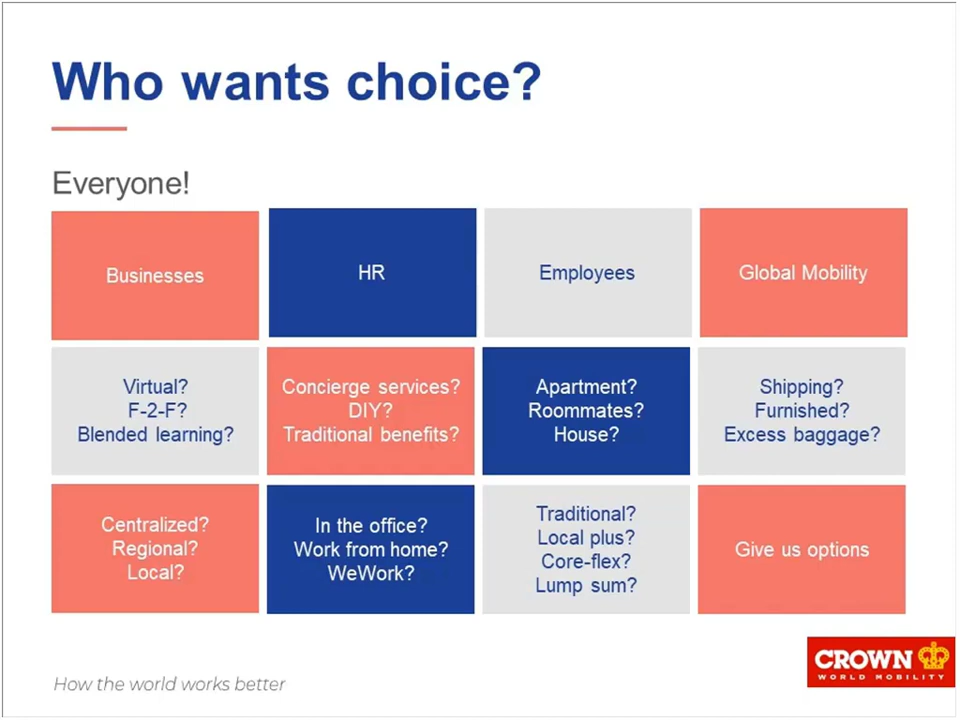 Who wants choice?
Everyone!
Businesses
HR
Employees
Global Mobility
Virtual?
F-2-F?
Blended learning?
Concierge services?
DIY?
Traditional benefits?
Apartment?
Roommates?
House?
Shipping?
Furnished?
Excess baggage?
Centralized?
Regional?
Local?
In the office?
Work from home?
WeWork?
Traditional?
Local plus?
Core-flex?
Lump sum?
Give us options
CROWN
WORLD MOBILITY
How the world works better